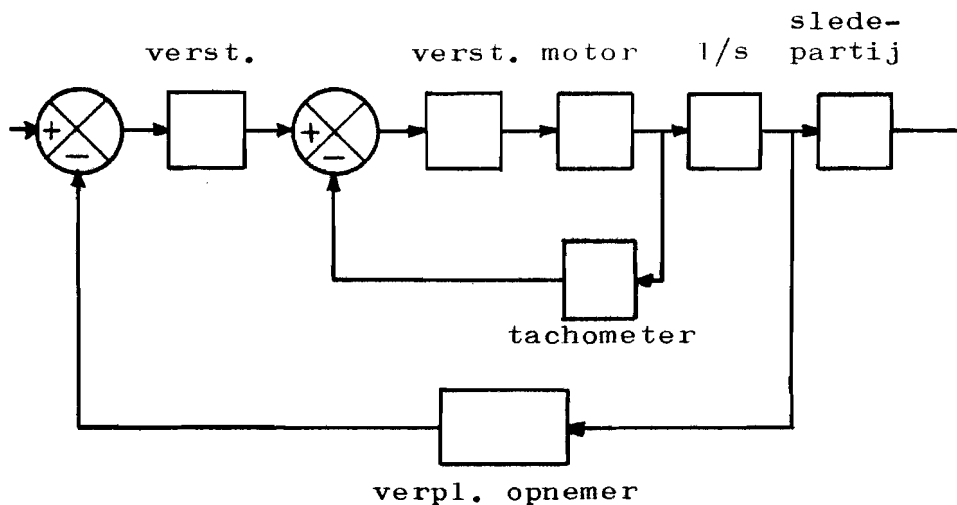 slede-
verst. verst. motor 1/s partij
+ +
− −
tachometer
verpl. opnemer